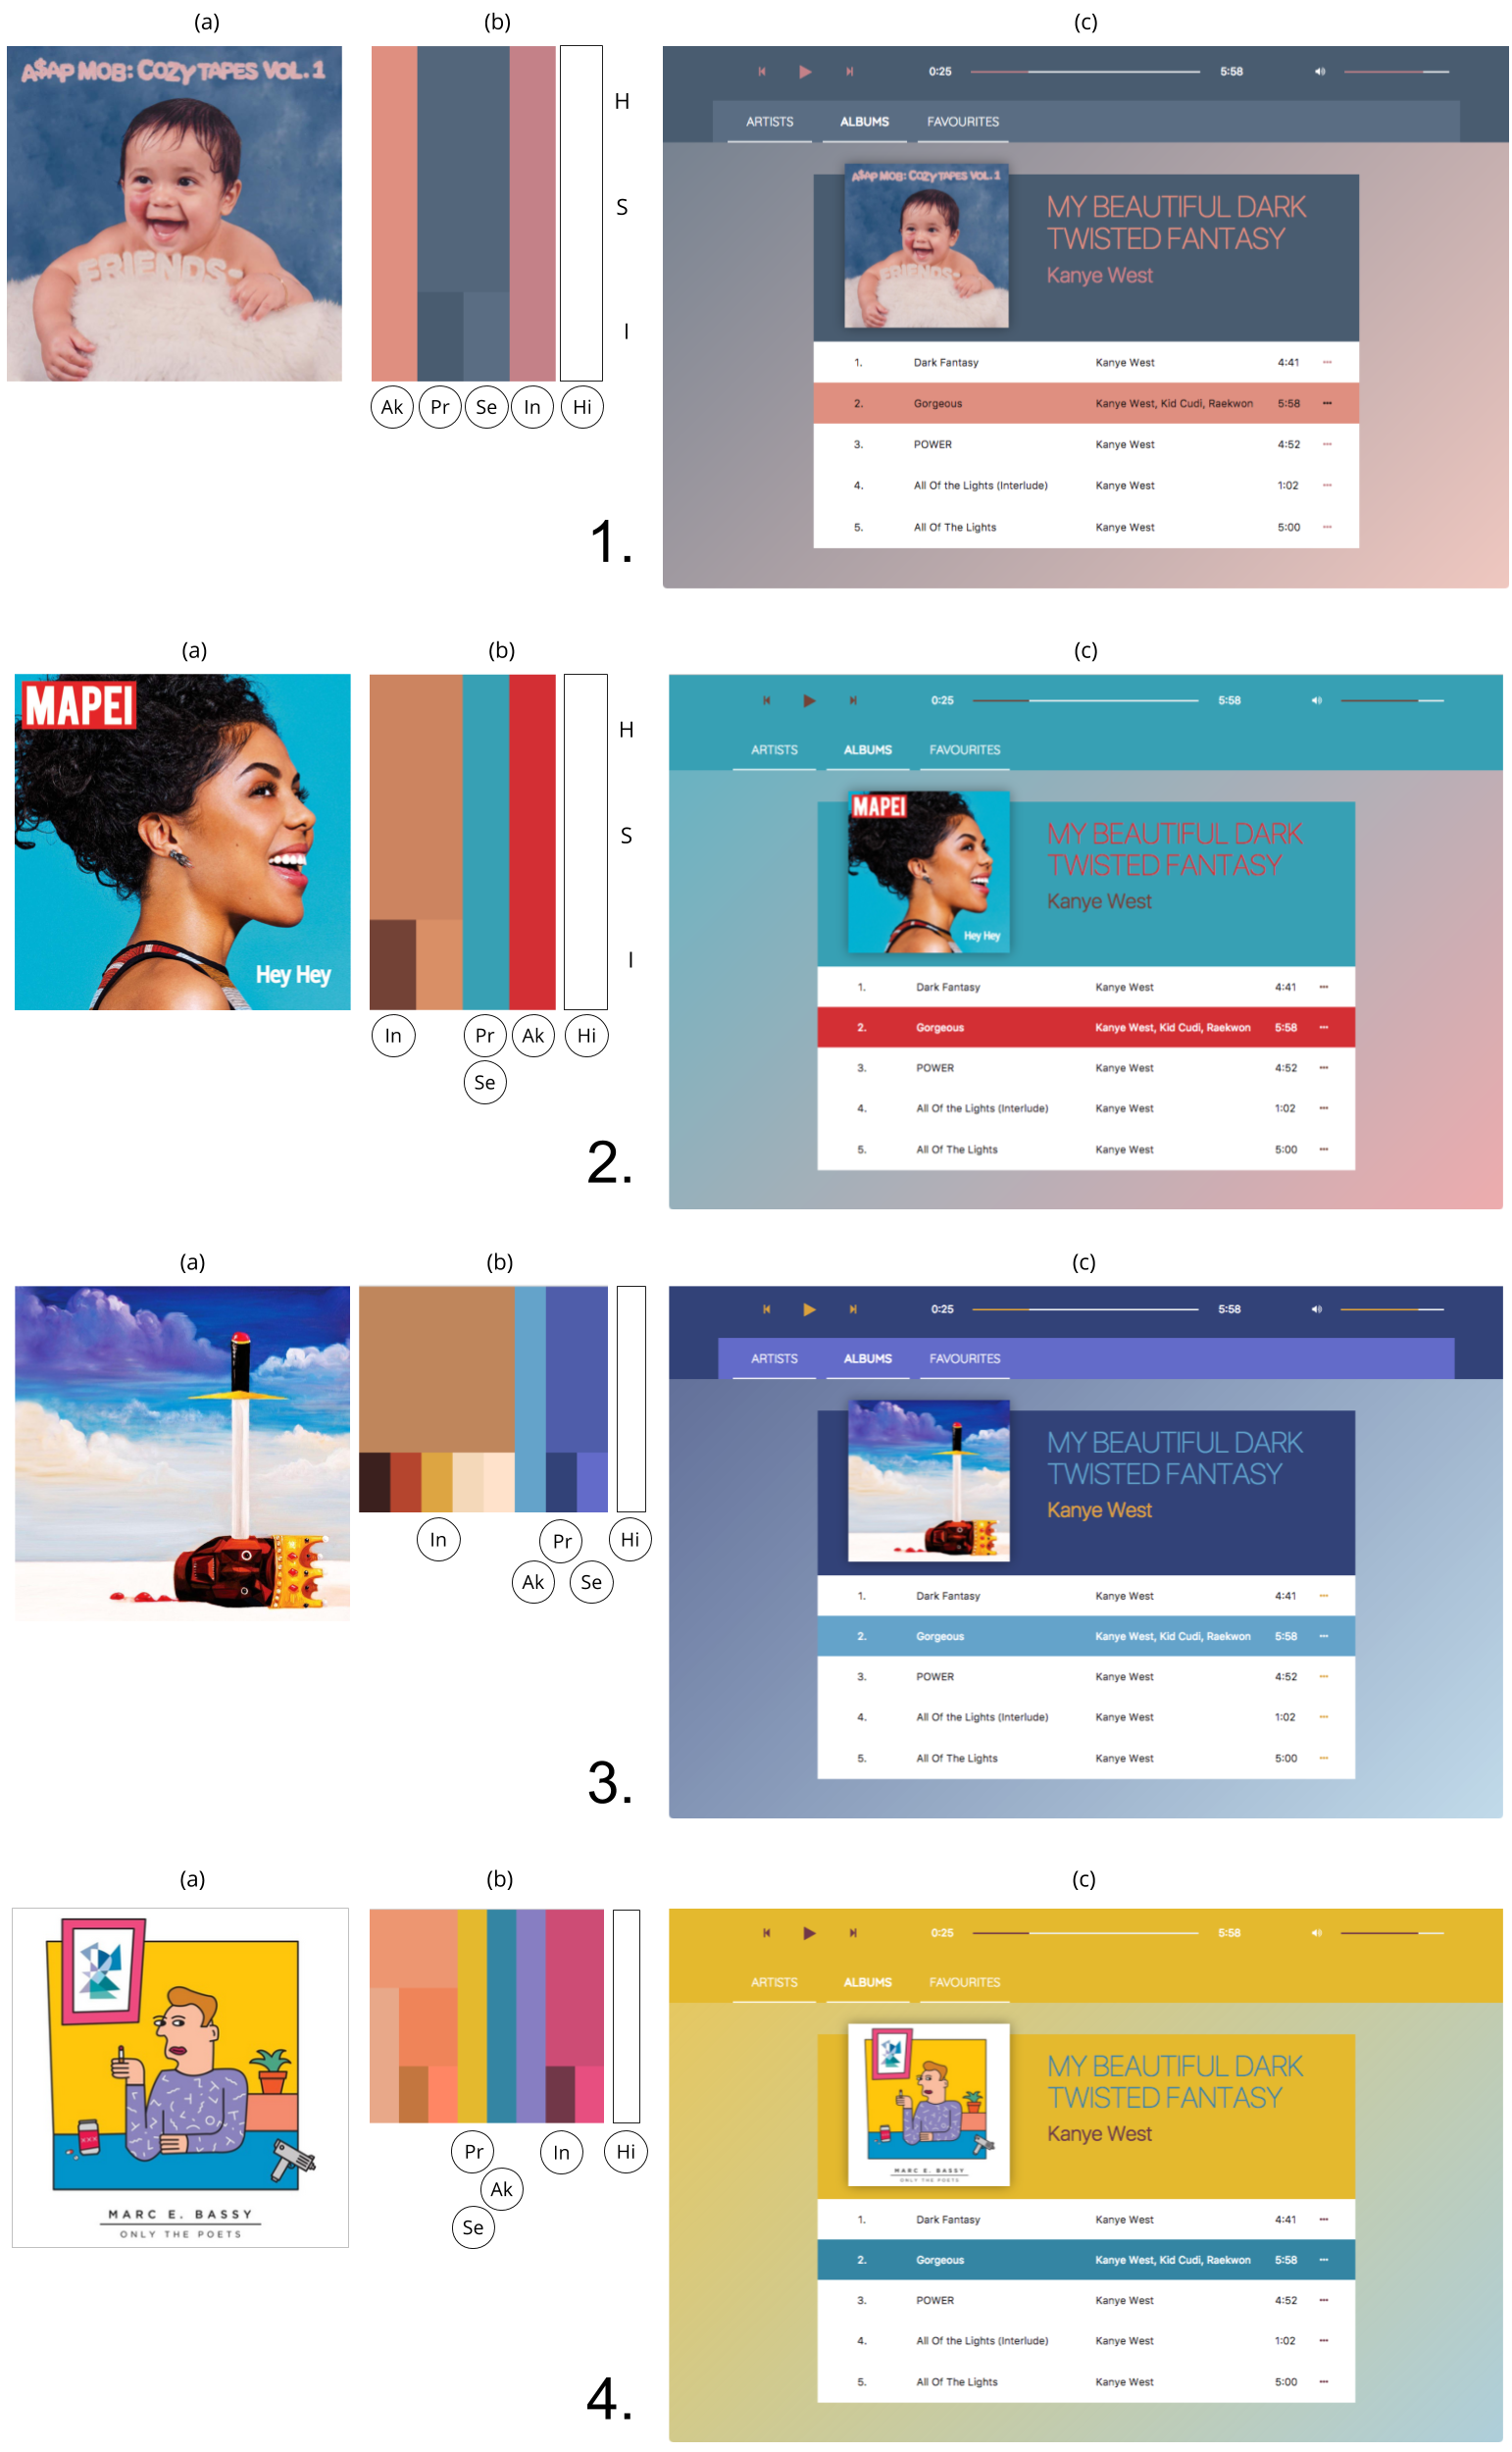 (a) (b) (c)
A$AP MOB: COZY TAPES VOL. 1
FRIENDS-
H
S
I
Ak Pr Se In Hi
0:25 5:58
ARTISTS ALBUMS FAVOURITES
A$AP MOB: COZY TAPES VOL. 1
FRIENDS-
MY BEAUTIFUL DARK
TWISTED FANTASY
Kanye West
1. Dark Fantasy Kanye West 4:41
2. Gorgeous Kanye West, Kid Cudi, Raekwon 5:58
3. POWER Kanye West 4:52
4. All Of the Lights (Interlude) Kanye West 1:02
5. All Of The Lights Kanye West 5:00
1.
(a) (b) (c)
MAPEI
Hey Hey
H
S
I
In Pr Ak Hi
Se
0:25 5:58
ARTISTS ALBUMS FAVOURITES
MAPEI
Hey Hey
MY BEAUTIFUL DARK
TWISTED FANTASY
Kanye West
1. Dark Fantasy Kanye West 4:41
2. Gorgeous Kanye West, Kid Cudi, Raekwon 5:58
3. POWER Kanye West 4:52
4. All Of the Lights (Interlude) Kanye West 1:02
5. All Of The Lights Kanye West 5:00
2.
(a) (b) (c)
In Pr Hi
Ak Se
0:25 5:58
ARTISTS ALBUMS FAVOURITES
MY BEAUTIFUL DARK
TWISTED FANTASY
Kanye West
1. Dark Fantasy Kanye West 4:41
2. Gorgeous Kanye West, Kid Cudi, Raekwon 5:58
3. POWER Kanye West 4:52
4. All Of the Lights (Interlude) Kanye West 1:02
5. All Of The Lights Kanye West 5:00
3.
(a) (b) (c)
XXX
MARC E. BASSY
ONLY THE POETS
Pr In Hi
Ak
Se
0:25 5:58
ARTISTS ALBUMS FAVOURITES
MARC E. BASSY
ONLY THE POETS
MY BEAUTIFUL DARK
TWISTED FANTASY
Kanye West
1. Dark Fantasy Kanye West 4:41
2. Gorgeous Kanye West, Kid Cudi, Raekwon 5:58
3. POWER Kanye West 4:52
4. All Of the Lights (Interlude) Kanye West 1:02
5. All Of The Lights Kanye West 5:00
4.